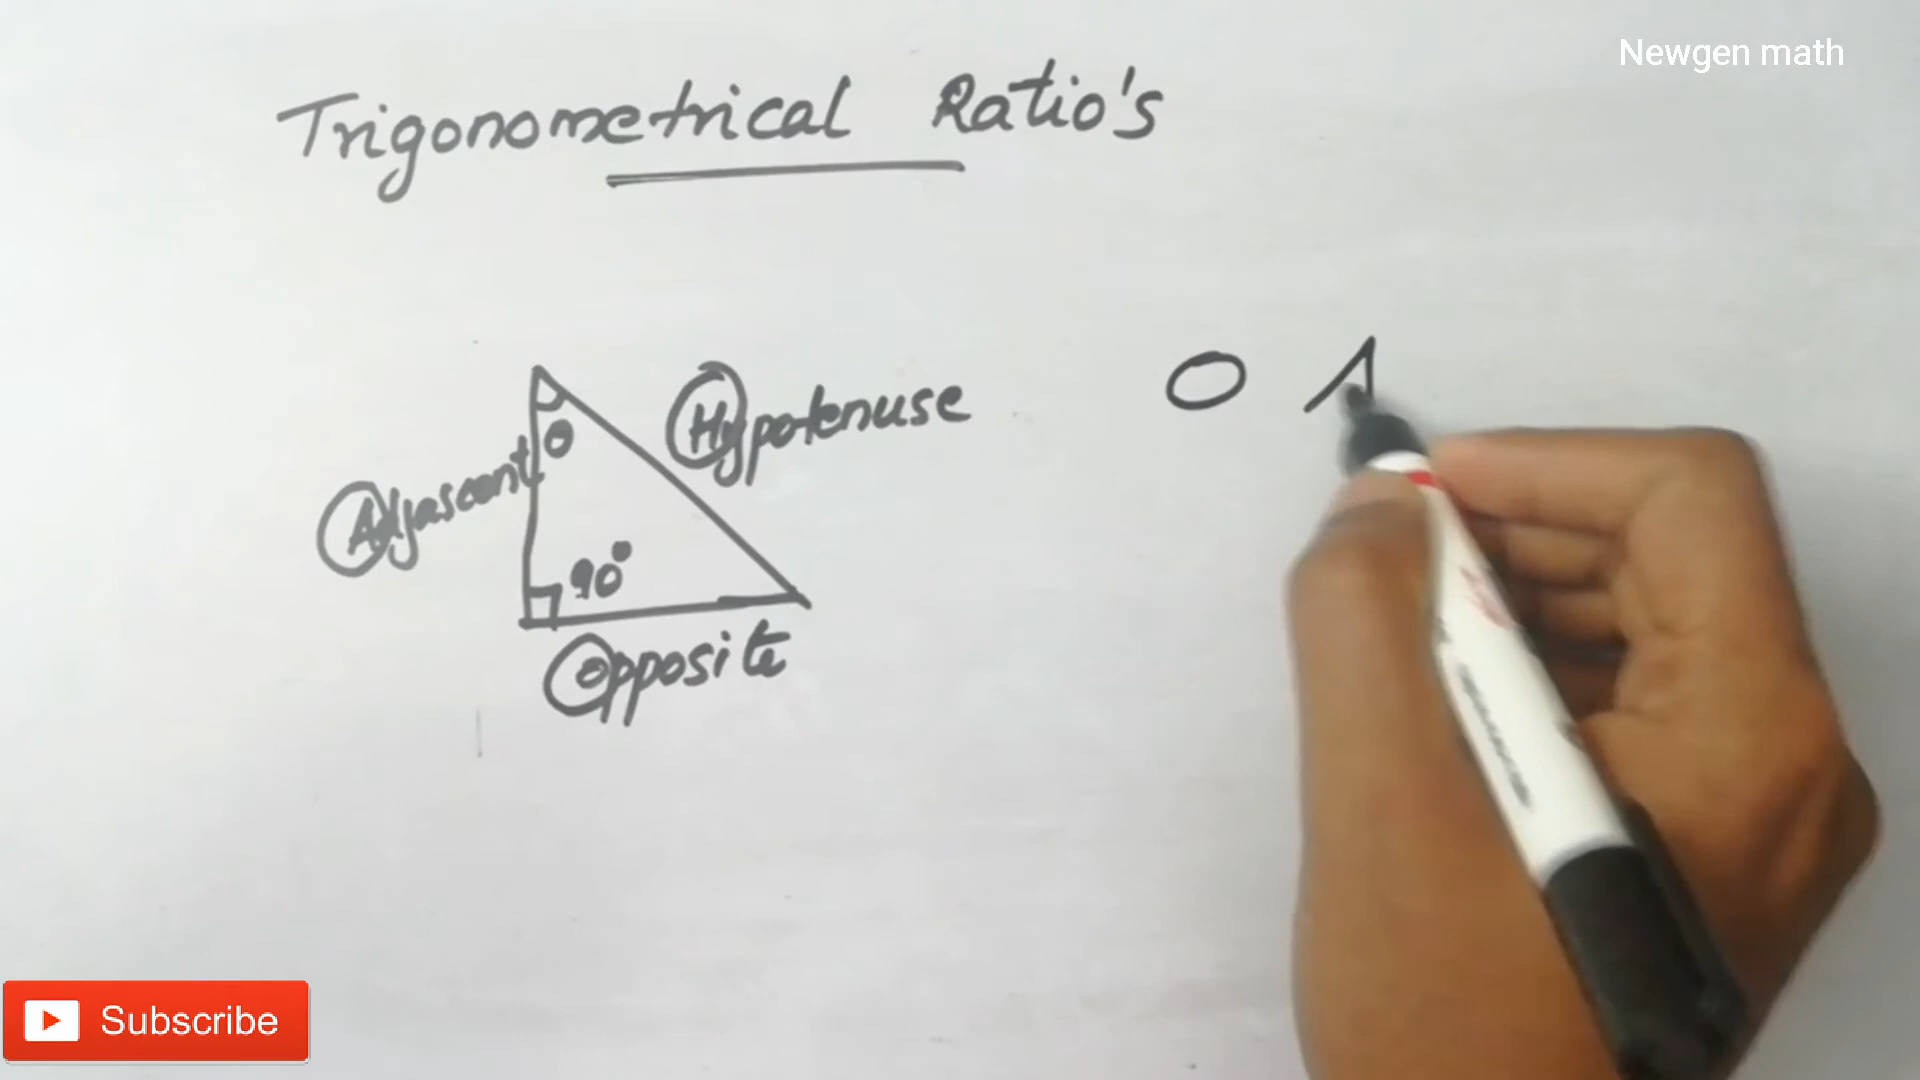 Newgen math
Trigonometrical Ratio's
O A
Hypotenuse
θ
Adjascent
90°
Opposite
Subscribe